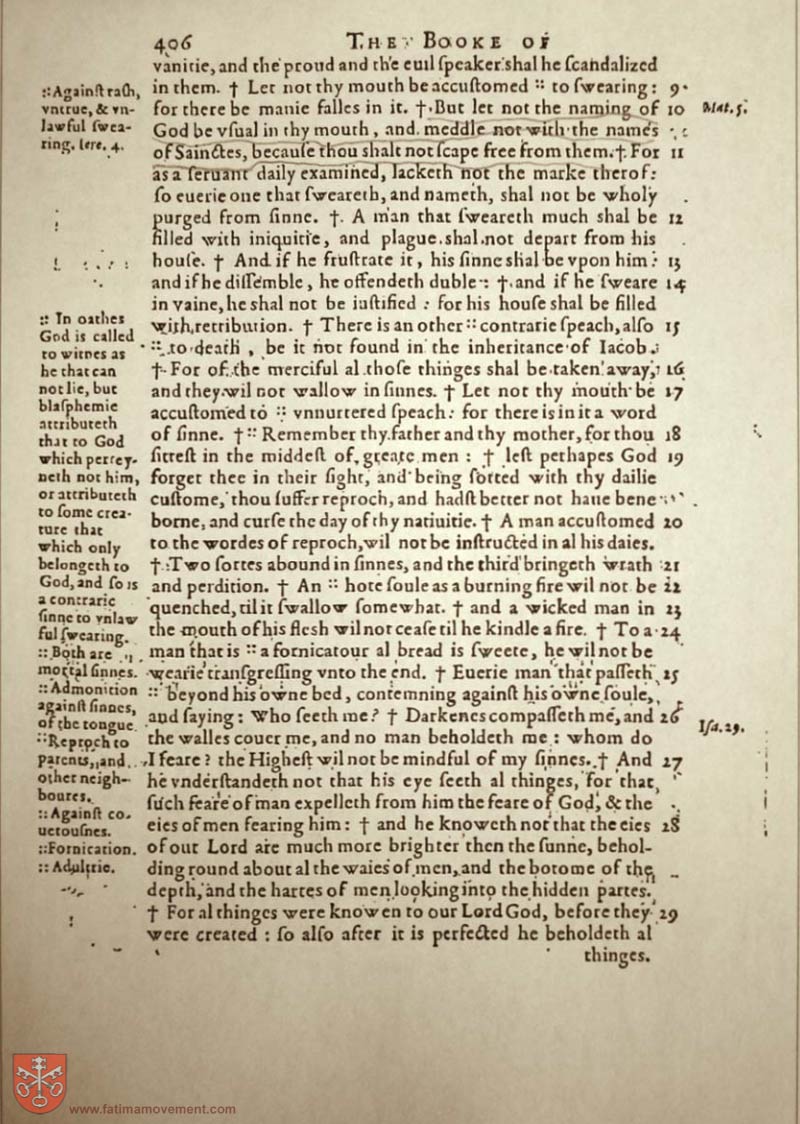 406 THE BOOKE OF
vanitie, and the proud and the euil ſpeaker ſhal he ſcandalized
in them. † Let not thy mouth be accuſtomed :: to ſwearing: 9
for there be manie falles in it. † But let not the naming of 10
God be vſual in thy mouth, and meddle not with the names
of Sainctes, becauſe thou ſhalt not ſcape free from them. † For 11
as a ſeruant daily examined, lacketh not the marke therof:
ſo euerie one that ſweareth, and nameth, ſhal not be wholy
purged from ſinne. † A man that ſweareth much ſhal be 12
filled with iniquitie, and plague ſhal not depart from his
houſe. † And if he fruſtrate it, his ſinne ſhal be vpon him: 13
and if he diſſemble, he offendeth duble: † and if he ſweare 14
in vaine, he ſhal not be iuſtified: for his houſe ſhal be filled
with retribution. † There is an other :: contrarie ſpeach, alſo 15
:: to death, be it not found in the inheritance of Iacob.
† For of the merciful al thoſe thinges ſhal be taken away, 16
and they wil not wallow in ſinnes. † Let not thy mouth be 17
accuſtomed to :: vnnurtered ſpeach: for there is in it a word
of ſinne. † :: Remember thy father and thy mother, for thou 18
ſitteſt in the middeſt of greate men: † leſt perhapes God 19
forget thee in their ſight, and being ſotted with thy dailie
cuſtome, thou ſuffer reproch, and hadſt better not haue bene
borne, and curſe the day of thy natiuitie. † A man accuſtomed 20
to the wordes of reproch, wil not be inſtructed in al his daies.
† Two ſortes abound in ſinnes, and the third bringeth wrath 21
and perdition. † An :: hote ſoule as a burning fire wil not be 22
quenched, til it ſwallow ſomewhat. † and a wicked man in 23
the mouth of his fleſh wil not ceaſe til he kindle a fire. † To a 24
man that is :: a fornicatour al bread is ſweete, he wil not be
wearie tranſgreſſing vnto the end. † Euerie man that paſſeth 25
:: beyond his owne bed, contemning againſt his owne ſoule,
and ſaying: Who ſeeth me? † Darkenes compaſſeth me, and 26
the walles couer me, and no man beholdeth me: whom do
I feare? the Higheſt wil not be mindful of my ſinnes. † And 27
he vnderſtandeth not that his eye ſeeth al thinges, for that
ſuch feare of man expelleth from him the feare of God, & the
eies of men fearing him: † and he knoweth not that the eies 28
of our Lord are much more brighter then the ſunne, behol-
ding round about al the waies of men, and the botome of the
depth, and the hartes of men looking into the hidden partes.
† For al thinges were knowen to our Lord God, before they 29
were created: ſo alſo after it is perfected he beholdeth al
thinges.
:: Againſt raſh,
vntrue, & vn-
lawful ſwea-
ring. Iere. 4.
:: In oathes
God is called
to witnes as
he that can
not lie, but
blaſphemie
attributeth
that to God
which pertey-
neth not him,
or attributeth
to ſome crea-
ture that
which only
belongeth to
God, and ſo is
a contrarie
ſinne to vnlaw
ful ſwearing.
:: Both are
mortal ſinnes.
:: Admonition
againſt ſinnes,
of the tongue
:: Reproch to
parents, and
other neigh-
boures.
:: Againſt co-
uetouſnes.
:: Fornication.
:: Adultrie.
Mat. 5.
Iſa. 29.
www.fatimamovement.com